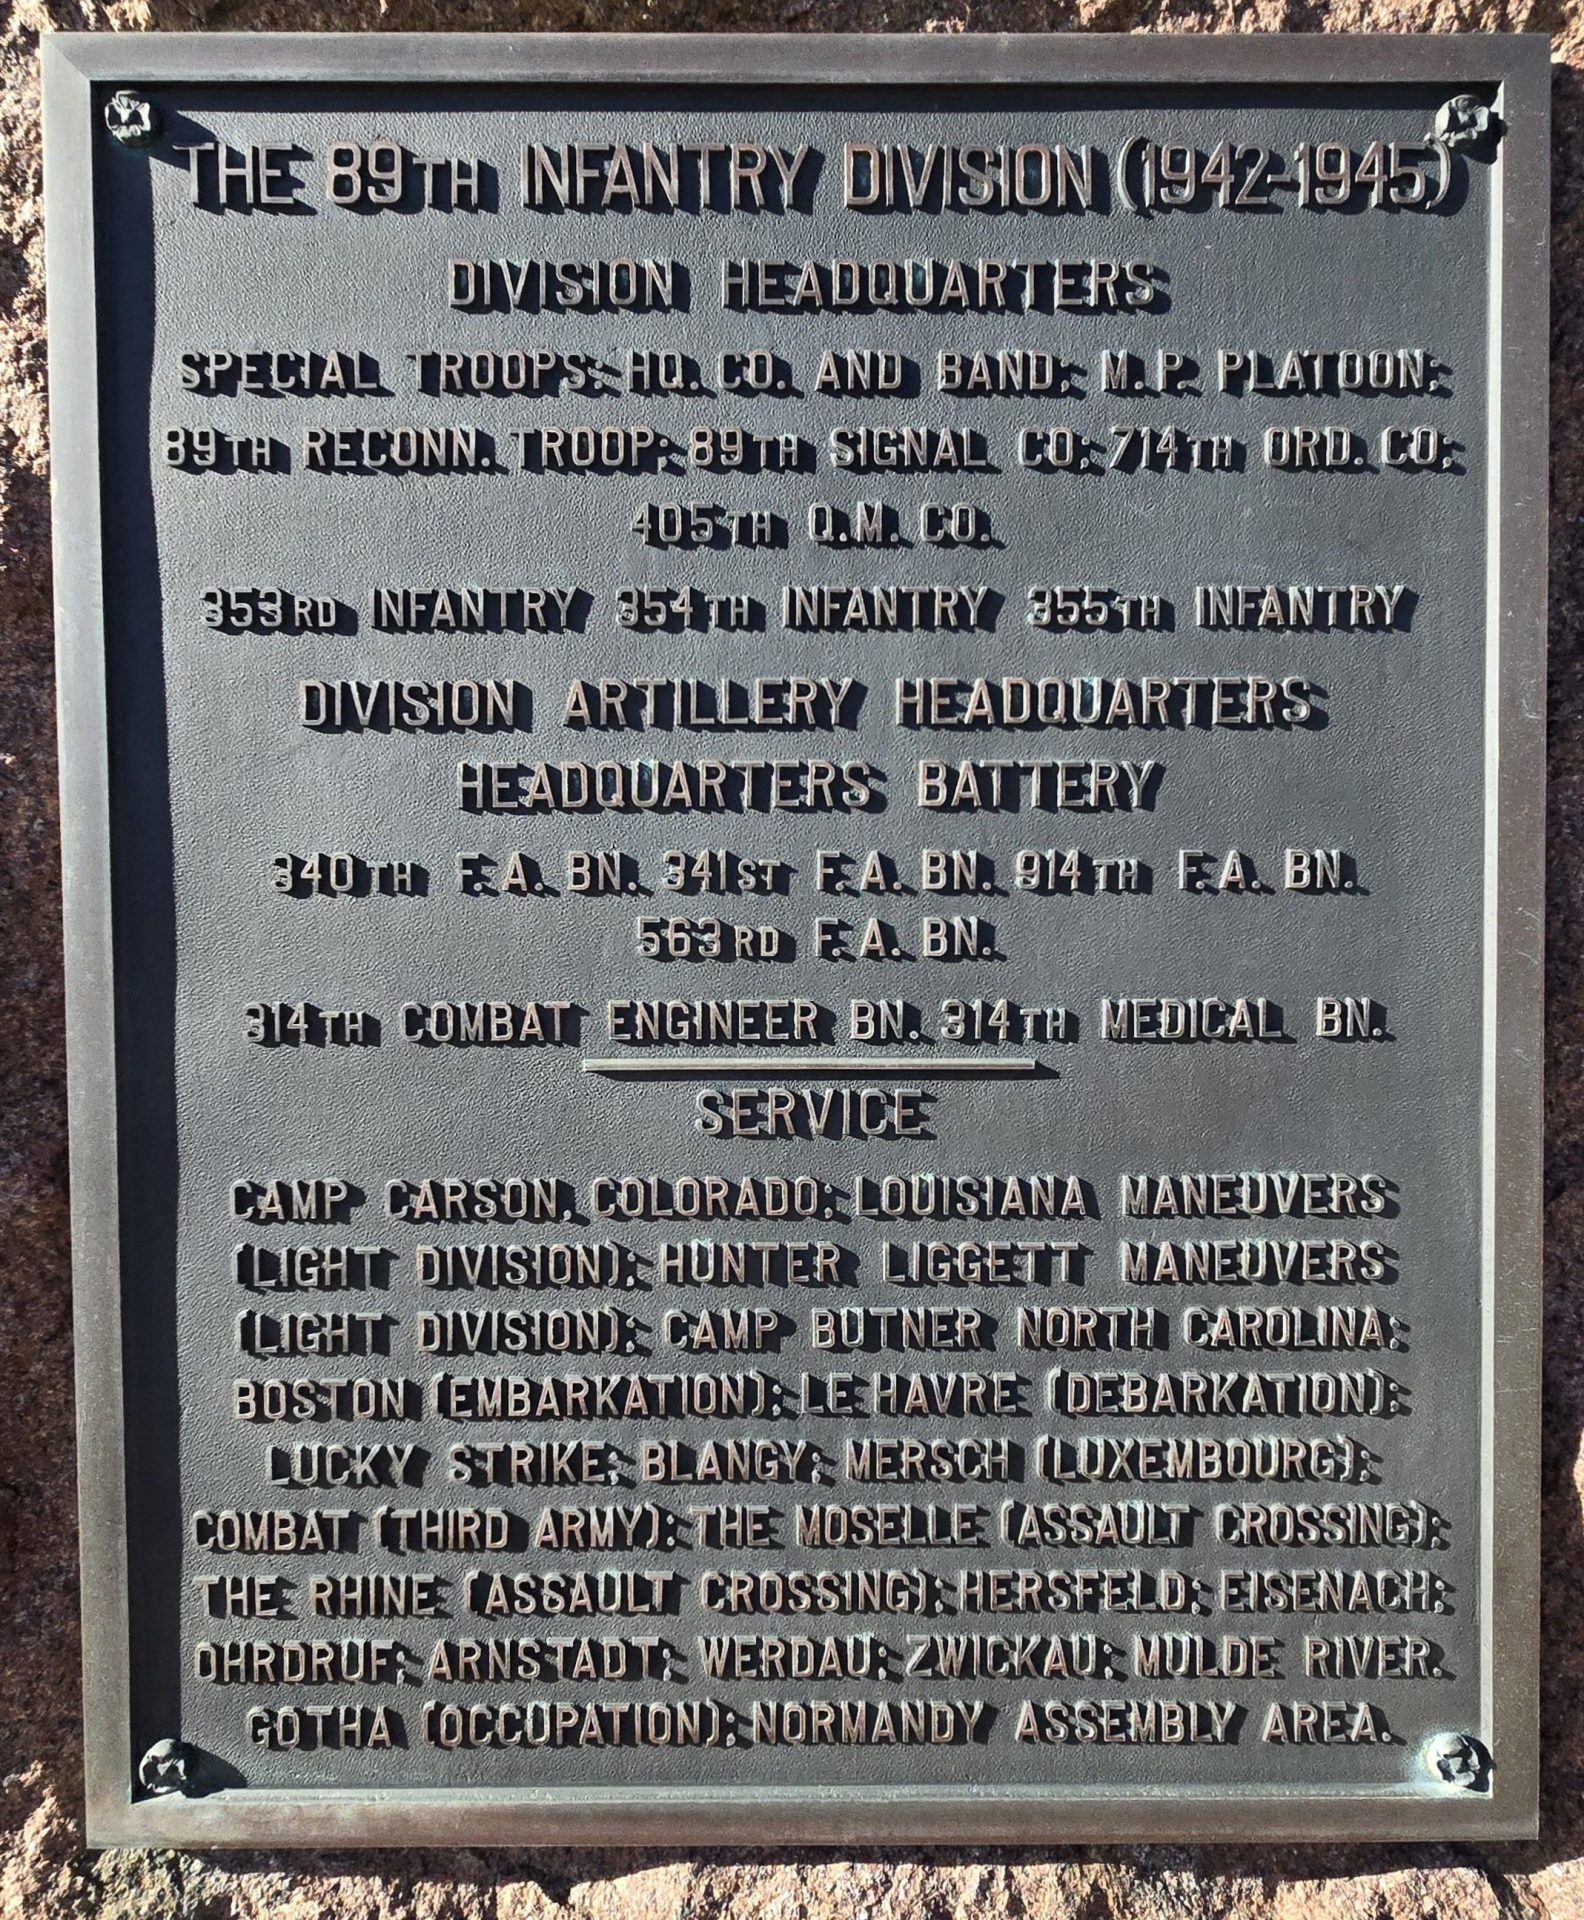 THE 89TH INFANTRY DIVISION (1942-1945)
DIVISION HEADQUARTERS
SPECIAL TROOPS: HQ. CO. AND BAND; M.P. PLATOON;
89TH RECONN. TROOP; 89TH SIGNAL CO; 714TH ORD. CO;
405TH Q.M. CO.
353RD INFANTRY 354TH INFANTRY 355TH INFANTRY
DIVISION ARTILLERY HEADQUARTERS
HEADQUARTERS BATTERY
340TH F.A. BN. 341ST F.A. BN. 914TH F.A. BN.
563RD F.A. BN.
314TH COMBAT ENGINEER BN. 314TH MEDICAL BN.
SERVICE
CAMP CARSON, COLORADO; LOUISIANA MANEUVERS
(LIGHT DIVISION); HUNTER LIGGETT MANEUVERS
(LIGHT DIVISION); CAMP BUTNER NORTH CAROLINA;
BOSTON (EMBARKATION); LE HAVRE (DEBARKATION);
LUCKY STRIKE; BLANGY; MERSCH (LUXEMBOURG);
COMBAT (THIRD ARMY); THE MOSELLE (ASSAULT CROSSING);
THE RHINE (ASSAULT CROSSING); HERSFELD; EISENACH;
OHRDRUF; ARNSTADT; WERDAU; ZWICKAU; MULDE RIVER.
GOTHA (OCCUPATION); NORMANDY ASSEMBLY AREA.